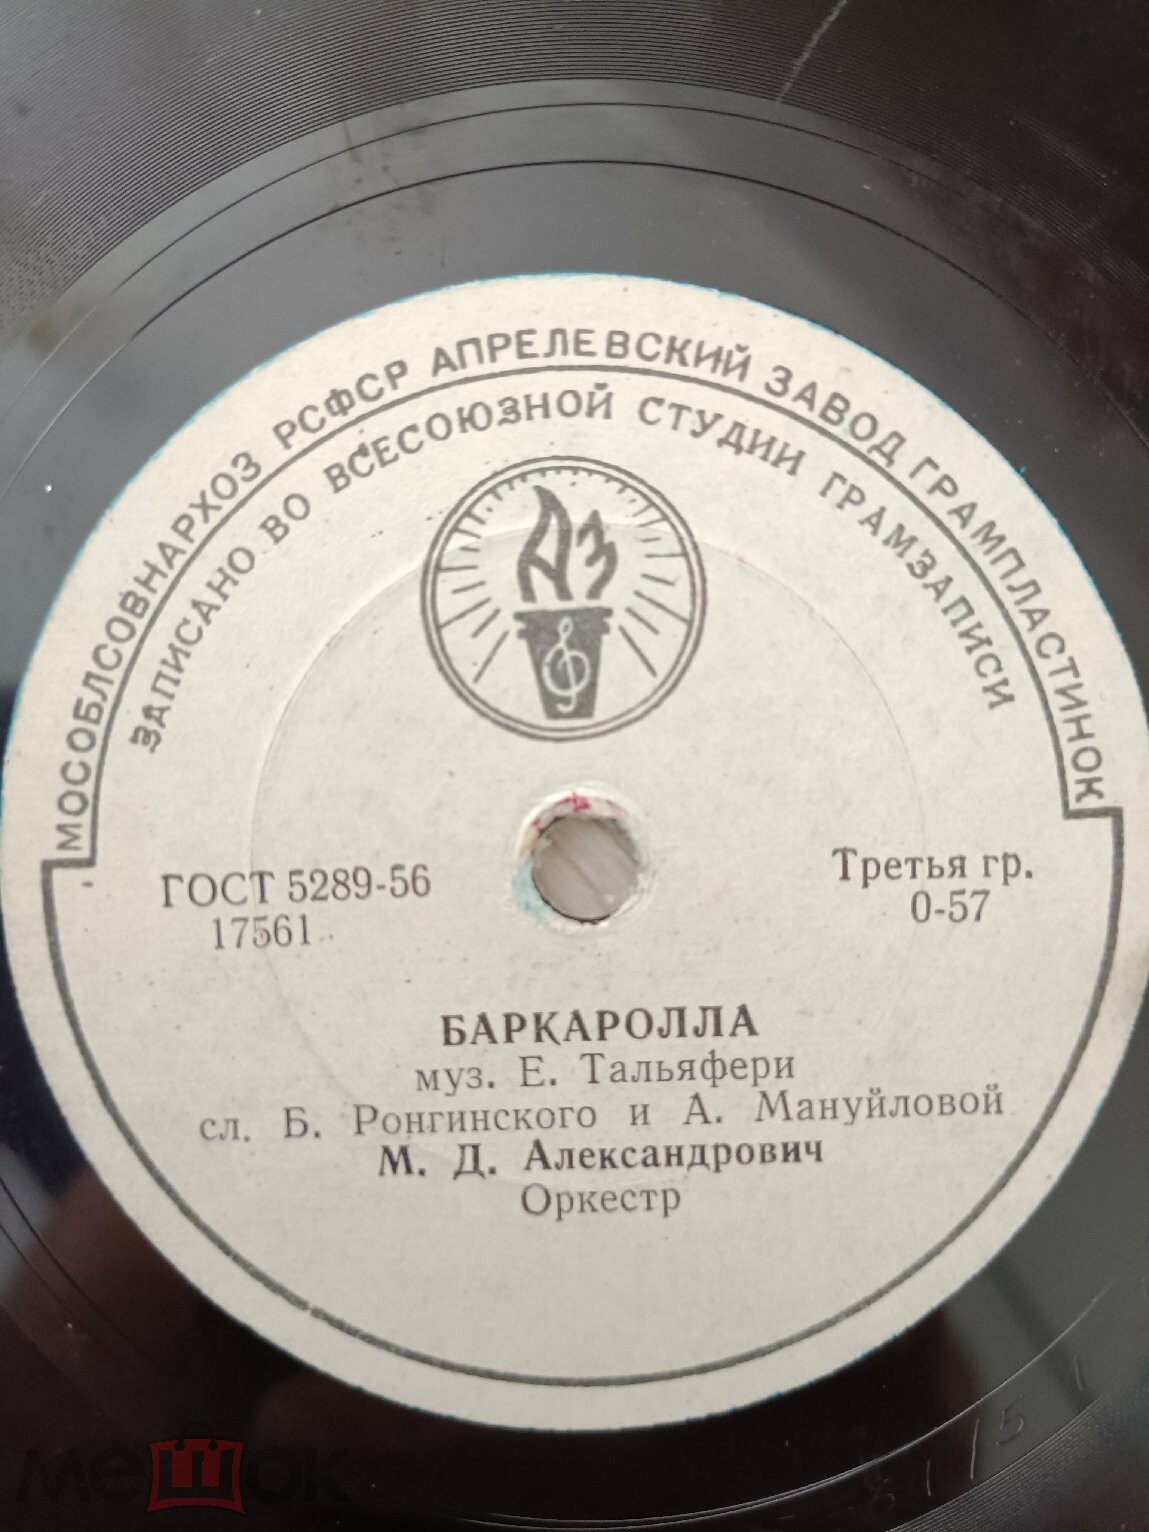 МОСОБЛСОВНАРХОЗ РСФСР АПРЕЛЕВСКИЙ ЗАВОД ГРАМПЛАСТИНОК
ЗАПИСАНО ВО ВСЕСОЮЗНОЙ СТУДИИ ГРАМЗАПИСИ
АЗ
ГОСТ 5289-56
17561
Третья гр.
0-57
БАРКАРОЛЛА
муз. Е. Тальяфери
сл. Б. Ронгинского и А. Мануйловой
М. Д. Александрович
Оркестр
мешок